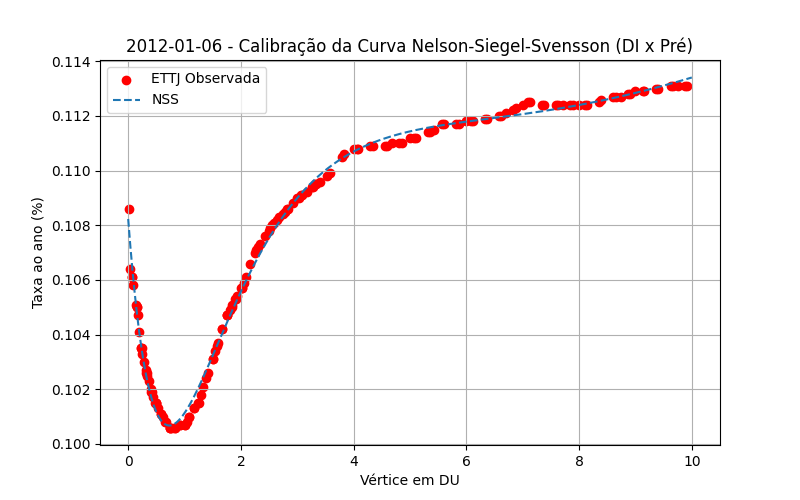 2012-01-06 - Calibração da Curva Nelson-Siegel-Svensson (DI x Pré)
ETTJ Observada
NSS
Taxa ao ano (%)
0.114
0.112
0.110
0.108
0.106
0.104
0.102
0.100
0 2 4 6 8 10
Vértice em DU